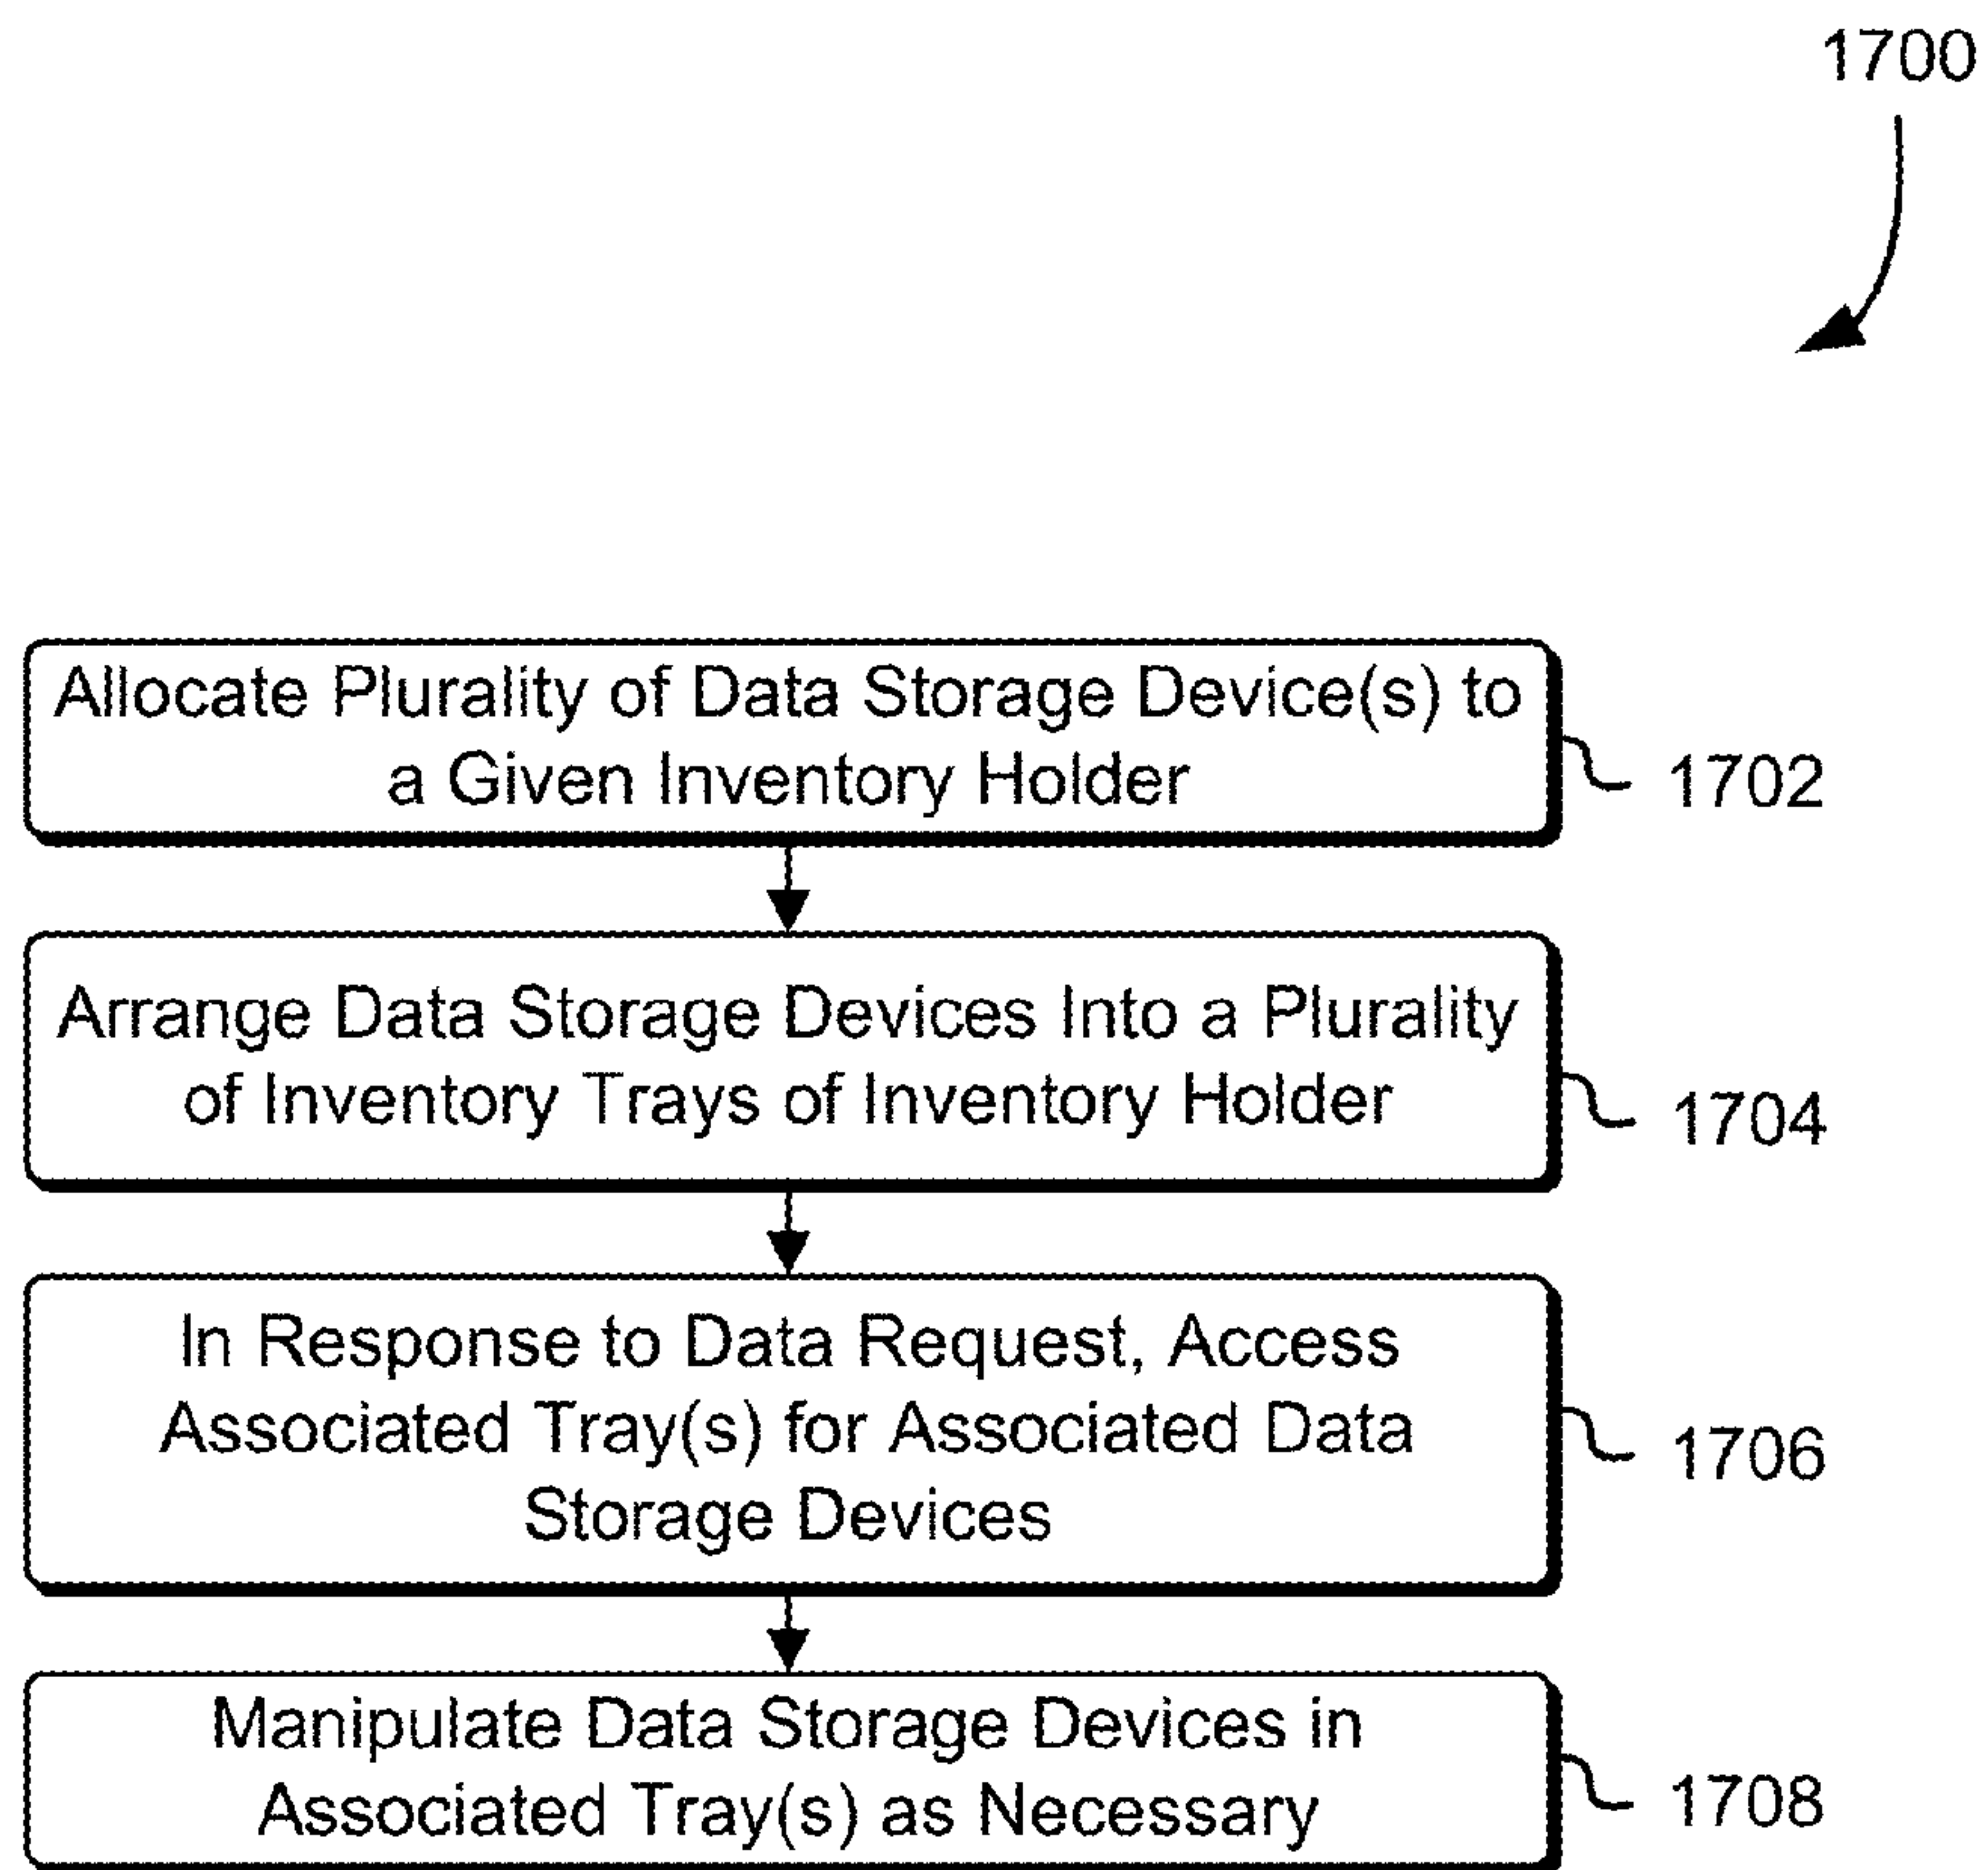 1700
Allocate Plurality of Data Storage Device(s) to
a Given Inventory Holder
1702
Arrange Data Storage Devices Into a Plurality
of Inventory Trays of Inventory Holder
1704
In Response to Data Request, Access
Associated Tray(s) for Associated Data
Storage Devices
1706
Manipulate Data Storage Devices in
Associated Tray(s) as Necessary
1708